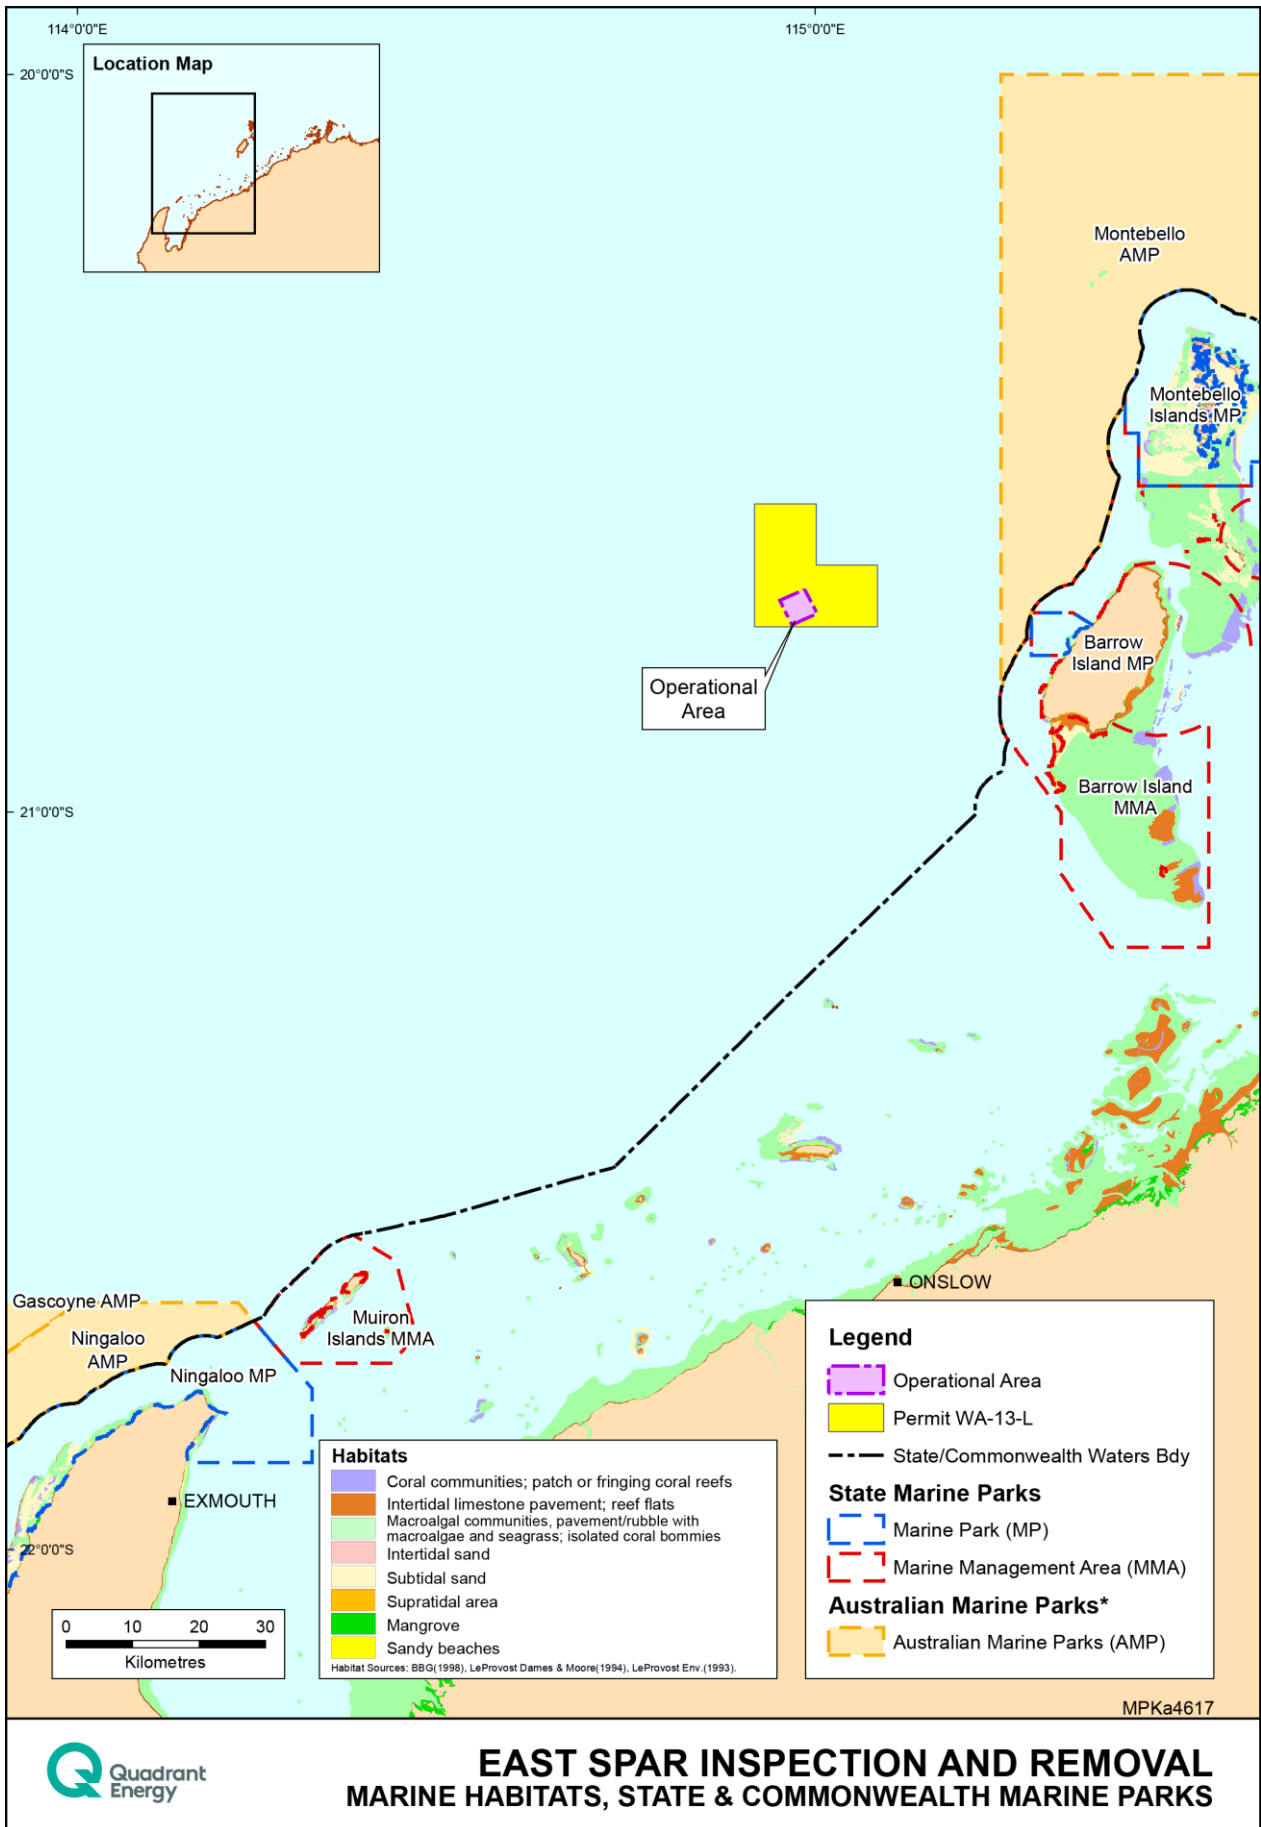 114°0'0"E
115°0'0"E
20°0'0"S
Location Map
Montebello
AMP
Montebello
Islands MP
Operational
Area
Barrow
Island MP
Barrow Island
MMA
21°0'0"S
ONSLOW
Gascoyne AMP
Ningaloo
AMP
Ningaloo MP
Muiron
Islands MMA
EXMOUTH
22°0'0"S
0 10 20 30
Kilometres
Habitats
Coral communities; patch or fringing coral reefs
Intertidal limestone pavement; reef flats
Macroalgal communities, pavement/rubble with
macroalgae and seagrass; isolated coral bommies
Intertidal sand
Subtidal sand
Supratidal area
Mangrove
Sandy beaches
Habitat Sources: BBG(1998), LeProvost Dames & Moore(1994), LeProvost Env.(1993).
Legend
Operational Area
Permit WA-13-L
State/Commonwealth Waters Bdy
State Marine Parks
Marine Park (MP)
Marine Management Area (MMA)
Australian Marine Parks*
Australian Marine Parks (AMP)
MPKa4617
Quadrant
Energy
EAST SPAR INSPECTION AND REMOVAL
MARINE HABITATS, STATE & COMMONWEALTH MARINE PARKS